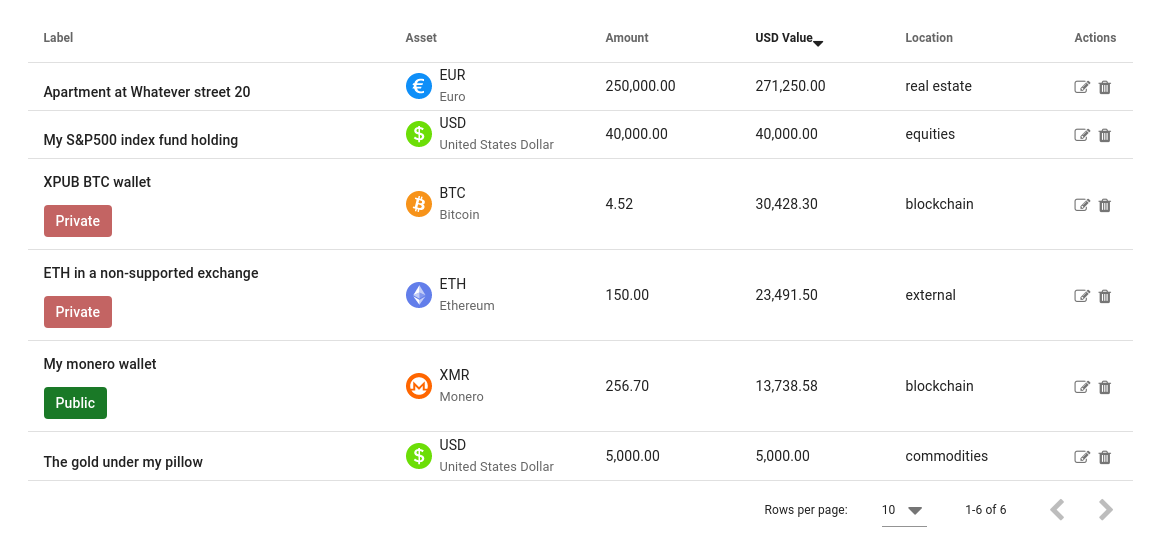 Label Asset Amount USD Value Location Actions
Apartment at Whatever street 20 EUR Euro 250,000.00 271,250.00 real estate
My S&P500 index fund holding USD United States Dollar 40,000.00 40,000.00 equities
XPUB BTC wallet Private BTC Bitcoin 4.52 30,428.30 blockchain
ETH in a non-supported exchange Private ETH Ethereum 150.00 23,491.50 external
My monero wallet Public XMR Monero 256.70 13,738.58 blockchain
The gold under my pillow USD United States Dollar 5,000.00 5,000.00 commodities
Rows per page: 10 1-6 of 6